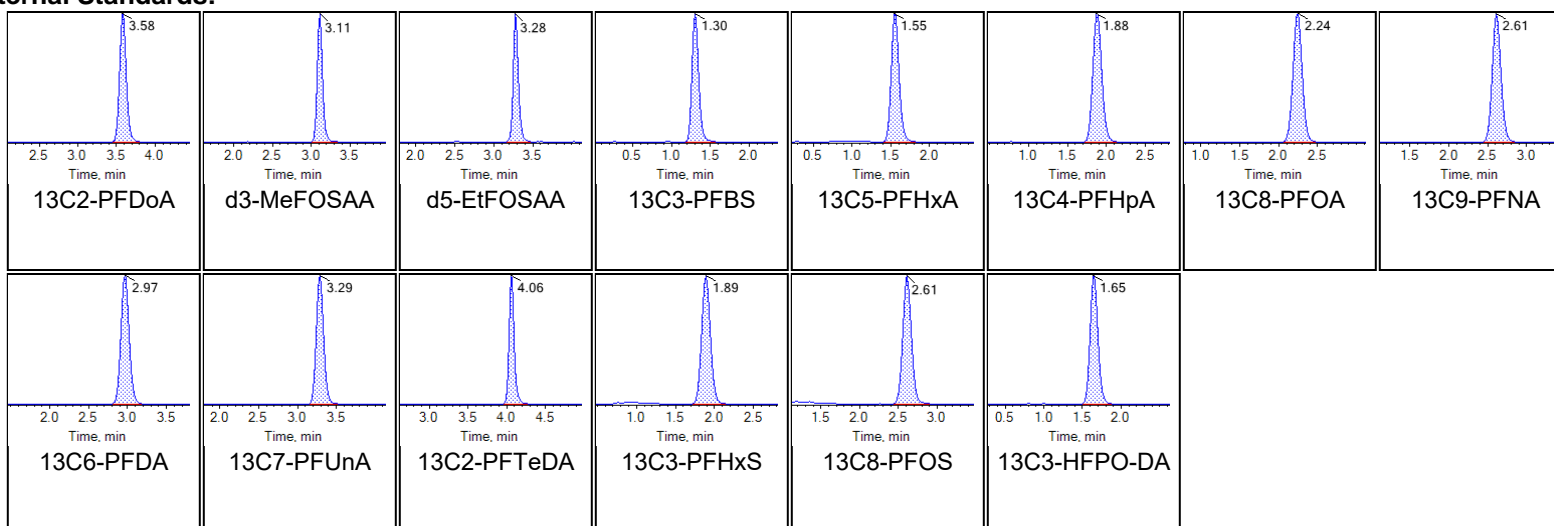 ternal Standards:
3.58
2.5 3.0 3.5 4.0
Time, min
13C2-PFDoA
3.11
2.0 2.5 3.0 3.5
Time, min
d3-MeFOSAA
3.28
2.0 2.5 3.0 3.5
Time, min
d5-EtFOSAA
1.30
0.5 1.0 1.5 2.0
Time, min
13C3-PFBS
1.55
0.5 1.0 1.5 2.0
Time, min
13C5-PFHxA
1.88
1.0 1.5 2.0 2.5
Time, min
13C4-PFHpA
2.24
1.0 1.5 2.0 2.5
Time, min
13C8-PFOA
2.61
1.5 2.0 2.5 3.0
Time, min
13C9-PFNA
2.97
2.0 2.5 3.0 3.5
Time, min
13C6-PFDA
3.29
2.0 2.5 3.0 3.5
Time, min
13C7-PFUnA
4.06
3.0 3.5 4.0 4.5
Time, min
13C2-PFTeDA
1.89
1.0 1.5 2.0 2.5
Time, min
13C3-PFHxS
2.61
1.5 2.0 2.5 3.0
Time, min
13C8-PFOS
1.65
0.5 1.0 1.5 2.0
Time, min
13C3-HFPO-DA